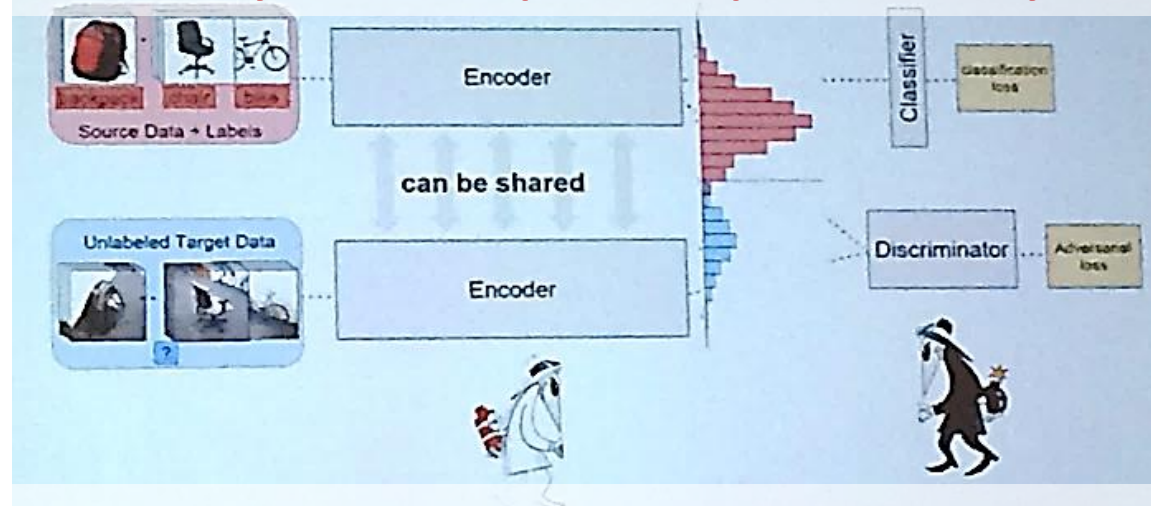 backpack chair bike
Source Data + Labels
Encoder
Classifier
classification loss
can be shared
Unlabeled Target Data
?
Encoder
Discriminator
Adversarial loss